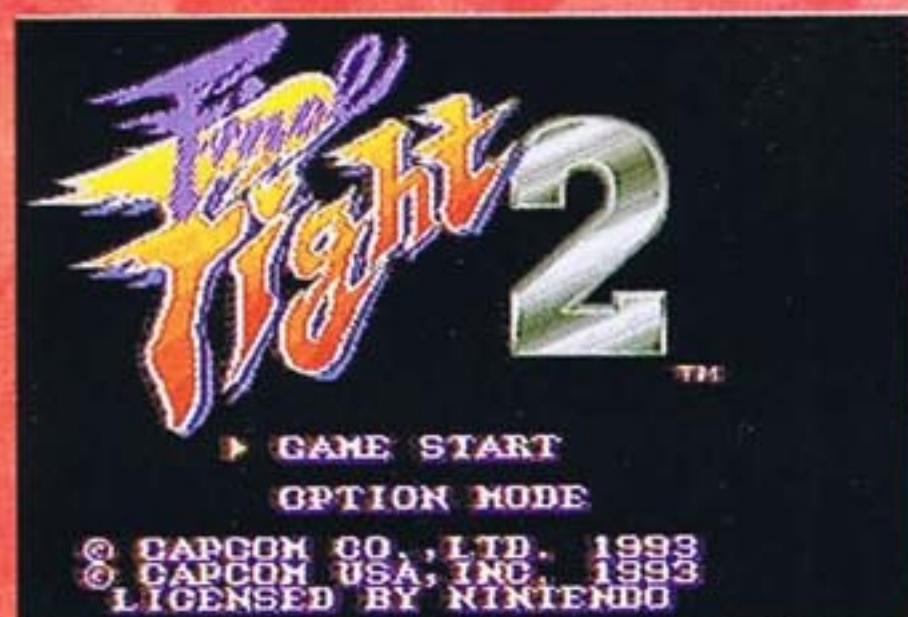 Final
Fight 2
TM
GAME START
OPTION MODE
© CAPCOM CO.,LTD. 1993
© CAPCOM USA,INC. 1993
LICENSED BY NINTENDO